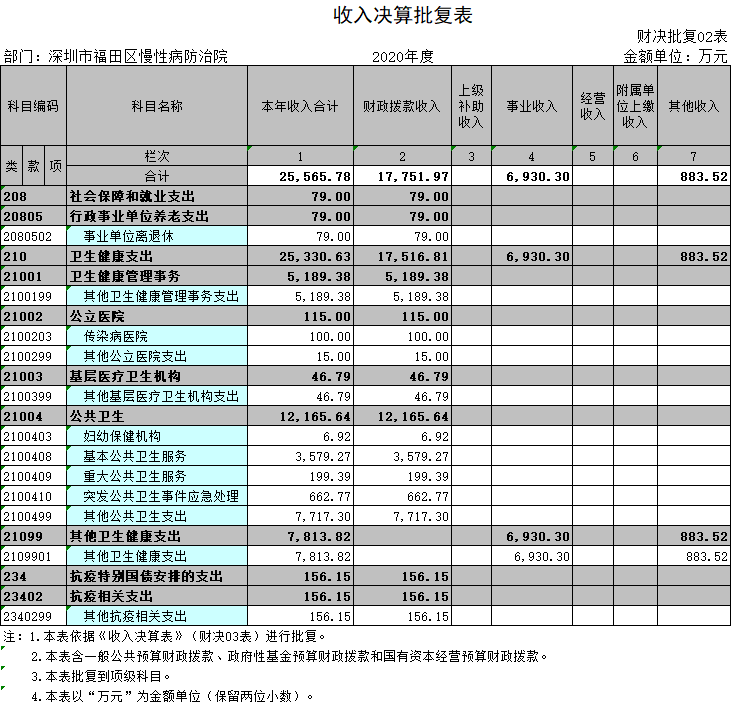 收入决算批复表
财决批复02表
部门：深圳市福田区慢性病防治院 2020年度 金额单位：万元
科目编码 科目名称 本年收入合计 财政拨款收入 上级补助收入 事业收入 经营收入 附属单位上缴收入 其他收入
类 款 项 栏次 1 2 3 4 5 6 7
合计 25,565.78 17,751.97 6,930.30 883.52
208 社会保障和就业支出 79.00 79.00
20805 行政事业单位养老支出 79.00 79.00
2080502 事业单位离退休 79.00 79.00
210 卫生健康支出 25,330.63 17,516.81 6,930.30 883.52
21001 卫生健康管理事务 5,189.38 5,189.38
2100199 其他卫生健康管理事务支出 5,189.38 5,189.38
21002 公立医院 115.00 115.00
2100203 传染病医院 100.00 100.00
2100299 其他公立医院支出 15.00 15.00
21003 基层医疗卫生机构 46.79 46.79
2100399 其他基层医疗卫生机构支出 46.79 46.79
21004 公共卫生 12,165.64 12,165.64
2100403 妇幼保健机构 6.92 6.92
2100408 基本公共卫生服务 3,579.27 3,579.27
2100409 重大公共卫生服务 199.39 199.39
2100410 突发公共卫生事件应急处理 662.77 662.77
2100499 其他公共卫生支出 7,717.30 7,717.30
21099 其他卫生健康支出 7,813.82 6,930.30 883.52
2109901 其他卫生健康支出 7,813.82 6,930.30 883.52
234 抗疫特别国债安排的支出 156.15 156.15
23402 抗疫相关支出 156.15 156.15
2340299 其他抗疫相关支出 156.15 156.15
注：1.本表依据《收入决算表》（财决03表）进行批复。
2.本表含一般公共预算财政拨款、政府性基金预算财政拨款和国有资本经营预算财政拨款。
3.本表批复到项级科目。
4.本表以“万元”为金额单位（保留两位小数）。